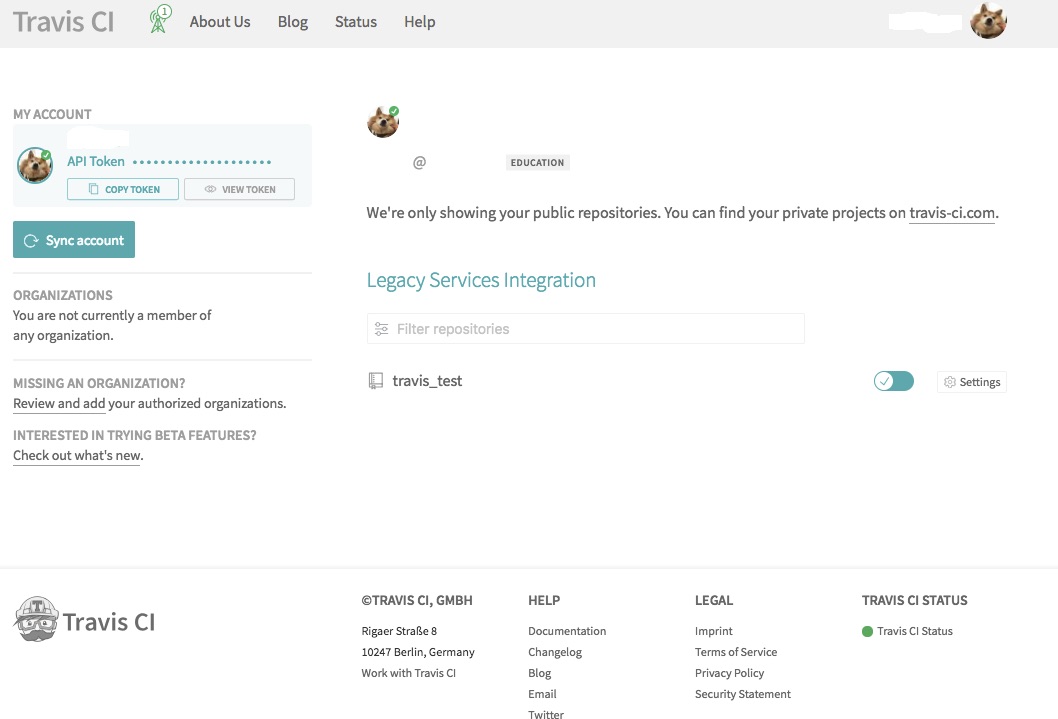 Travis CI
1
About Us
Blog
Status
Help
MY ACCOUNT
API Token ••••••••••••••••••••
COPY TOKEN
VIEW TOKEN
Sync account
ORGANIZATIONS
You are not currently a member of
any organization.
MISSING AN ORGANIZATION?
Review and add your authorized organizations.
INTERESTED IN TRYING BETA FEATURES?
Check out what's new.
@
EDUCATION
We're only showing your public repositories. You can find your private projects on travis-ci.com.
Legacy Services Integration
Filter repositories
travis_test
Settings
Travis CI
©TRAVIS CI, GMBH
Rigaer Straße 8
10247 Berlin, Germany
Work with Travis CI
HELP
Documentation
Changelog
Blog
Email
Twitter
LEGAL
Imprint
Terms of Service
Privacy Policy
Security Statement
TRAVIS CI STATUS
Travis CI Status